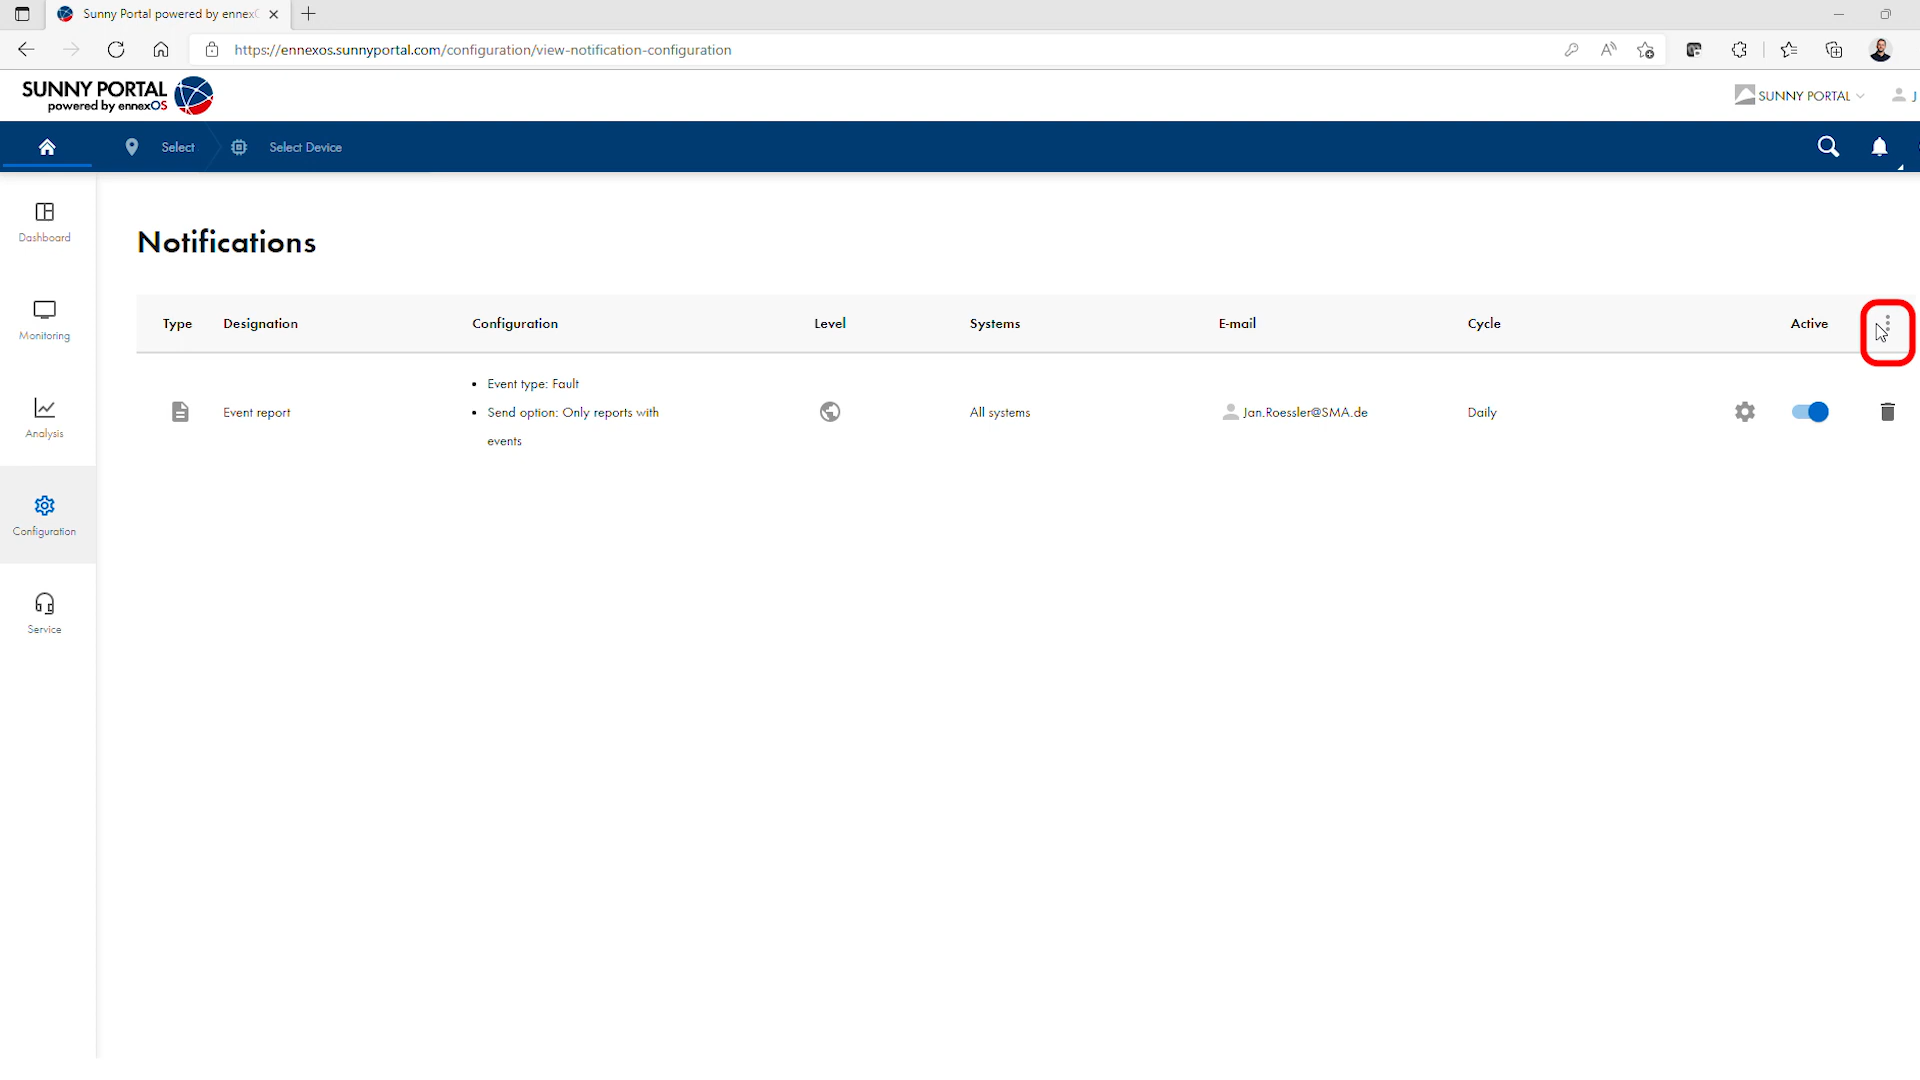 Sunny Portal powered by ennex
https://ennexos.sunnyportal.com/configuration/view-notification-configuration
SUNNY PORTAL
powered by ennexOS
SUNNY PORTAL
J
Select
Select Device
Dashboard
Monitoring
Analysis
Configuration
Service
Notifications
Type Designation Configuration Level Systems E-mail Cycle Active
• Event type: Fault
Event report • Send option: Only reports with All systems Jan.Roessler@SMA.de Daily
events